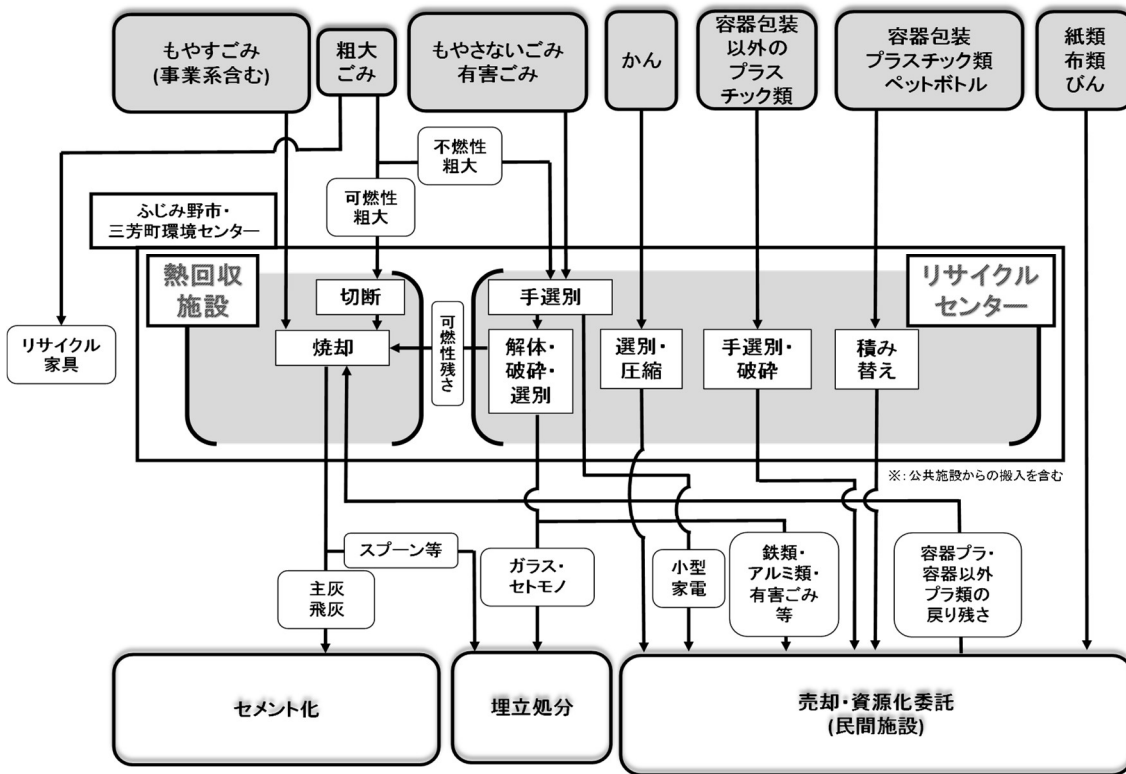 もやすごみ
(事業系含む)
粗大
ごみ
もやさないごみ
有害ごみ
かん
容器包装
以外の
プラス
チック類
容器包装
プラスチック類
ペットボトル
紙類
布類
びん
不燃性
粗大
可燃性
粗大
ふじみ野市・
三芳町環境センター
熱回収
施設
リサイクル
センター
切断
手選別
リサイクル
家具
焼却
可燃性残さ
解体・
破砕・
選別
選別・
圧縮
手選別・
破砕
積み
替え
※:公共施設からの搬入を含む
スプーン等
主灰
飛灰
ガラス・
セトモノ
小型
家電
鉄類・
アルミ類・
有害ごみ
等
容器プラ・
容器以外
プラ類の
戻り残さ
セメント化
埋立処分
売却・資源化委託
(民間施設)